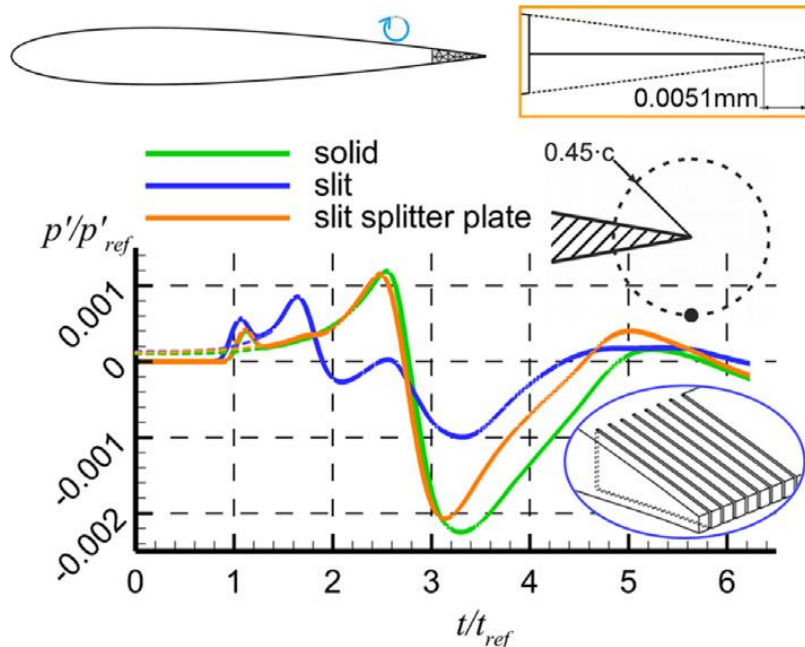 0.0051mm
solid
slit
slit splitter plate
0.45·c
p'/p'ref
0.001
0
-0.001
-0.002
0 1 2 3 4 5 6
t/tref